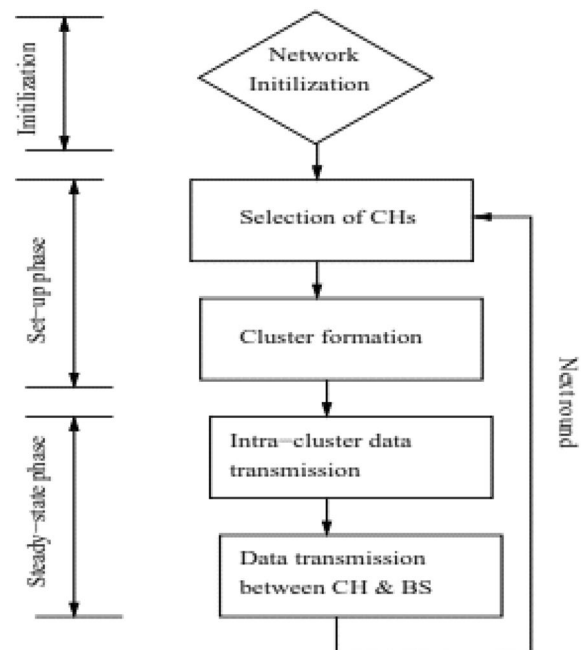 Network
Initilization
Initilization
Selection of CHs
Set-up phase
Cluster formation
Next round
Intra-cluster data
transmission
Steady-state phase
Data transmission
between CH & BS